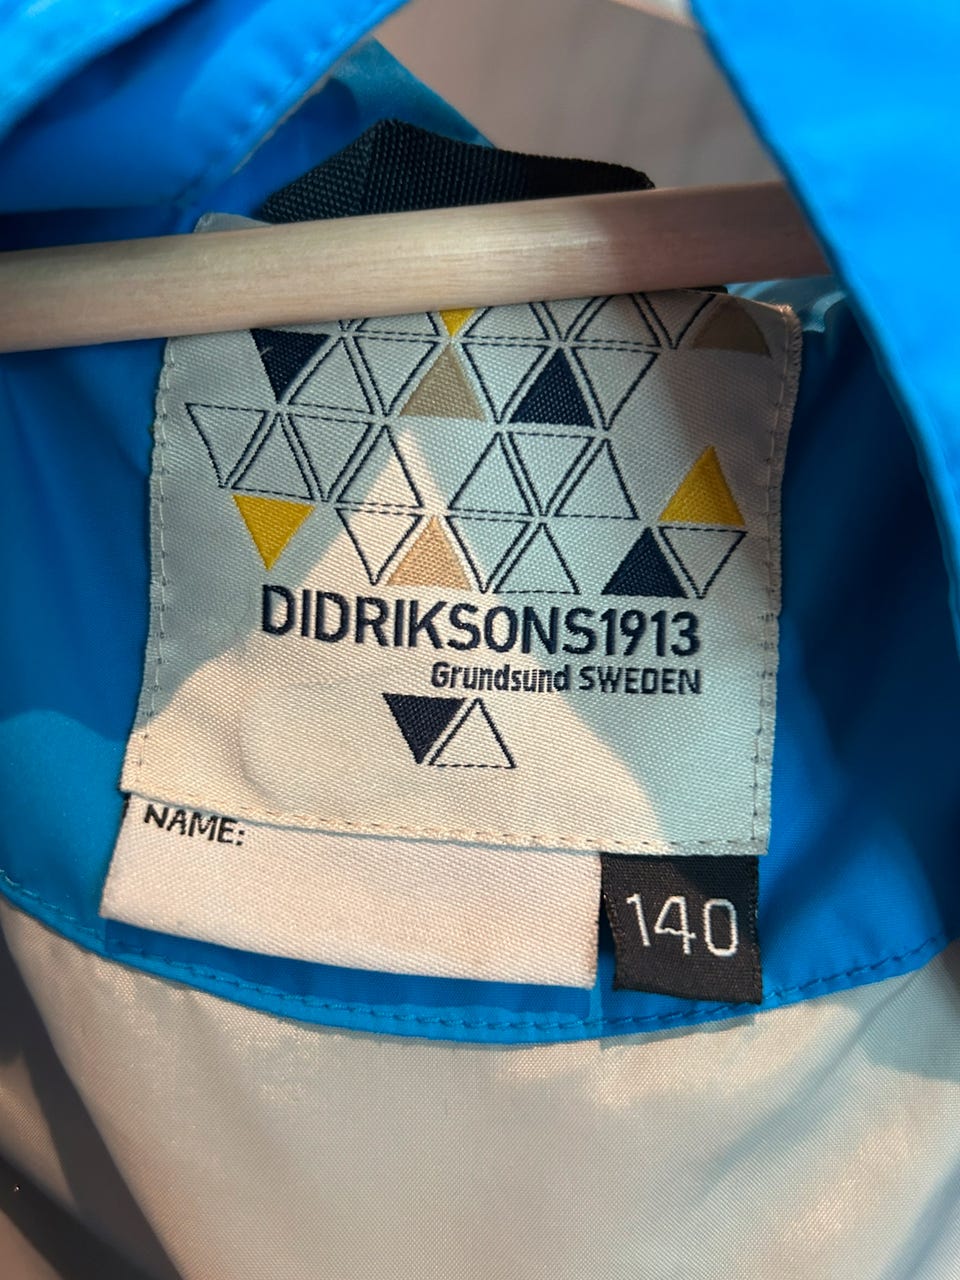 DIDRIKSONS1913
Grundsund SWEDEN
NAME:
140